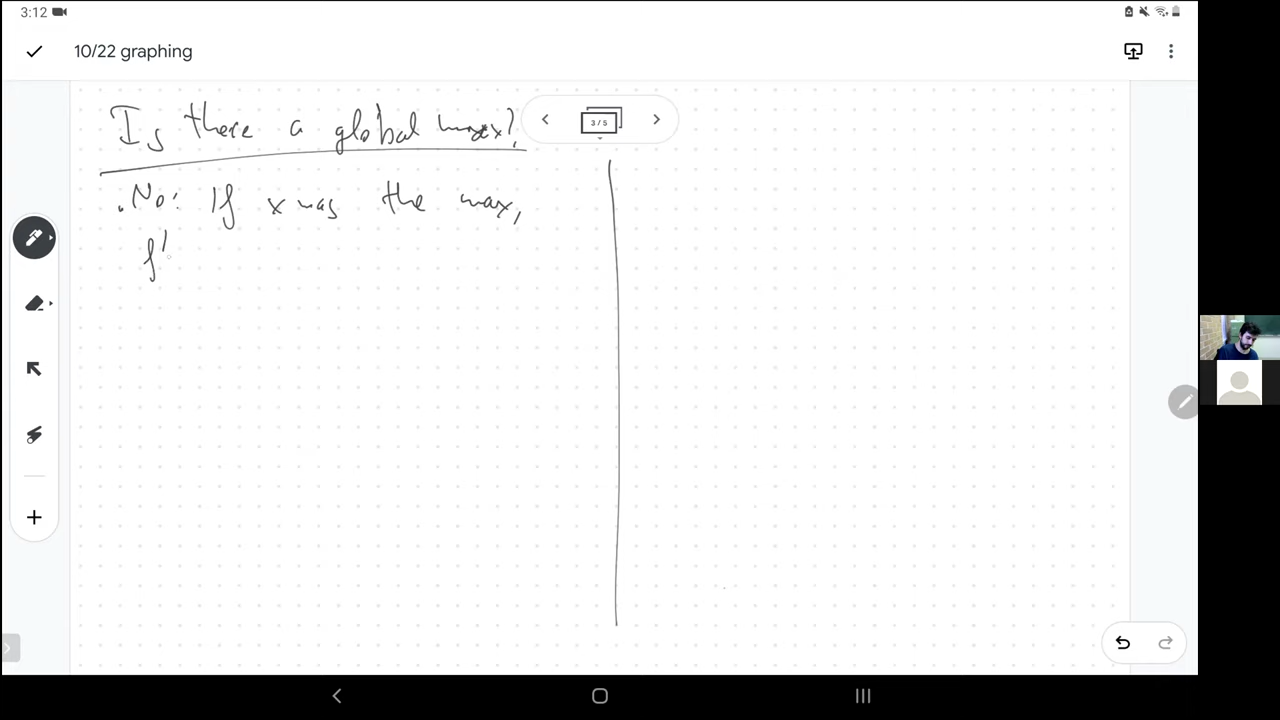 3:12
10/22 graphing
Is there a global max?
3 / 5
. No: If x was the max,
f'